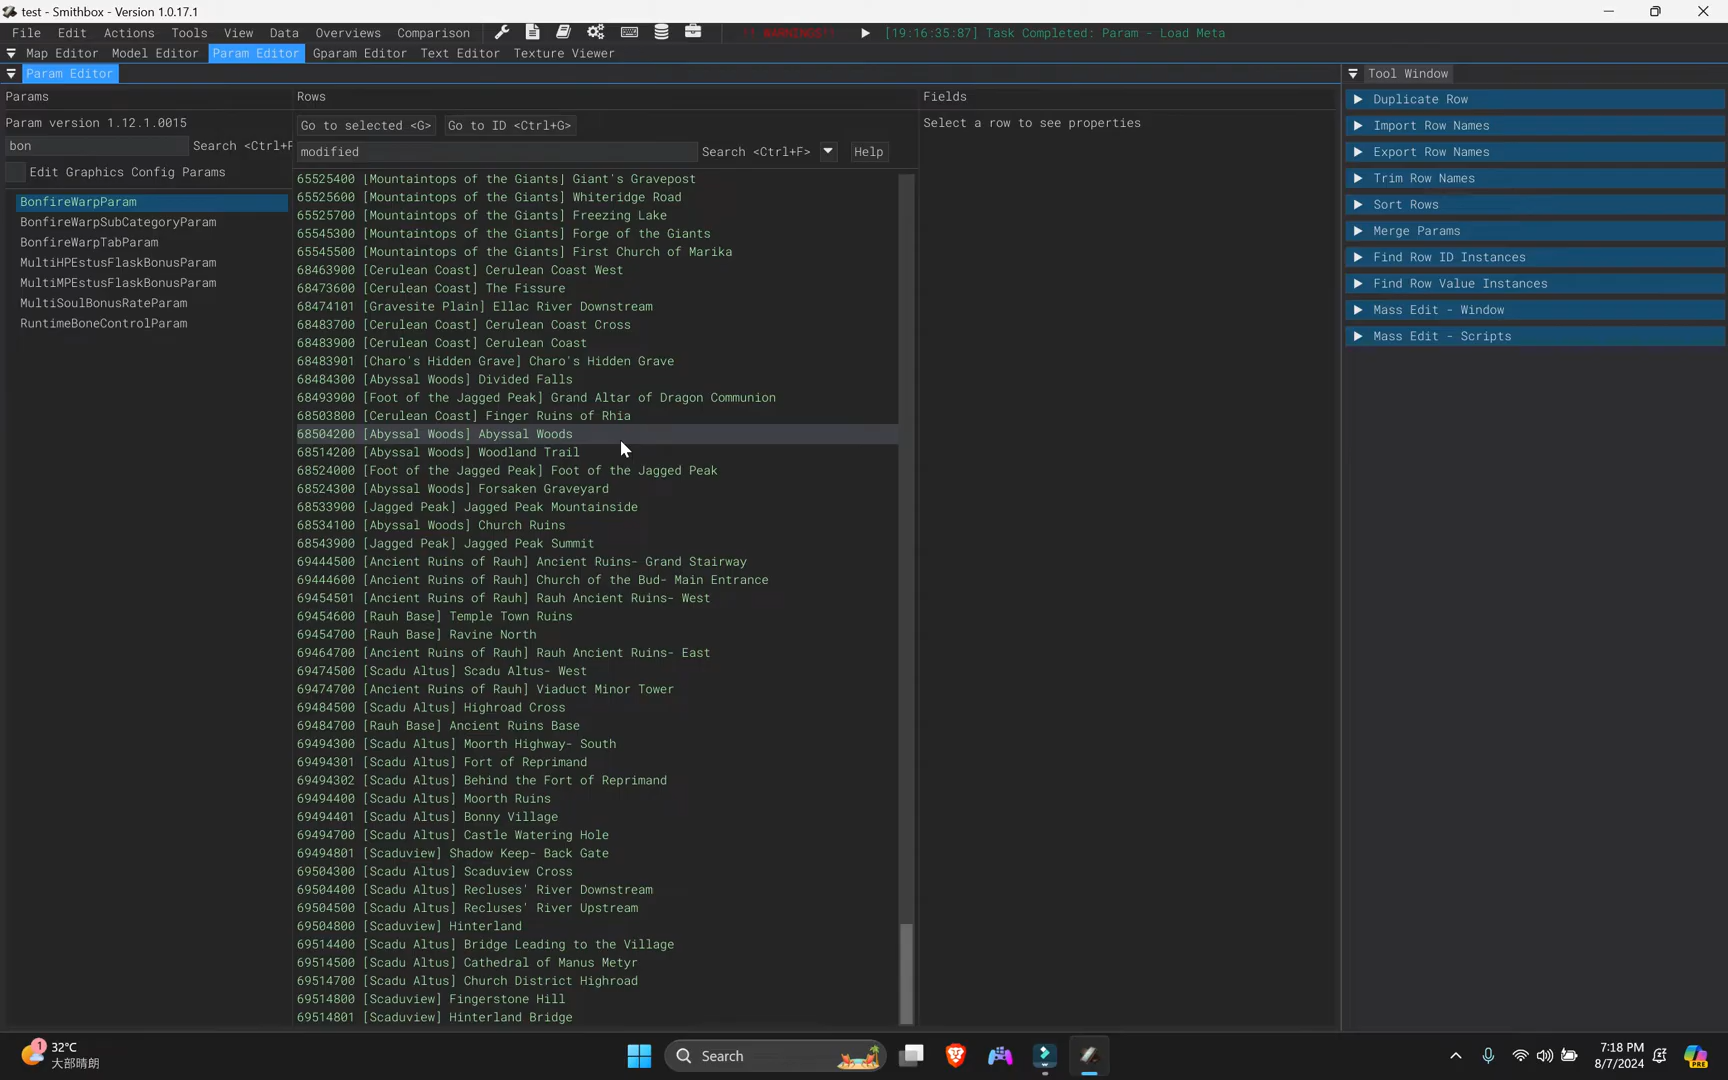 test - Smithbox - Version 1.0.17.1
File Edit Actions Tools View Data Overviews Comparison !! WARNINGS!! [19:16:35:87] Task Completed: Param - Load Meta
Map Editor Model Editor Param Editor Gparam Editor Text Editor Texture Viewer
Param Editor
Tool Window
Params
Rows
Fields
Param version 1.12.1.0015
Go to selected <G> Go to ID <Ctrl+G>
Select a row to see properties
bon Search <Ctrl+F
modified Search <Ctrl+F> Help
Edit Graphics Config Params
BonfireWarpParam
BonfireWarpSubCategoryParam
BonfireWarpTabParam
MultiHPEstusFlaskBonusParam
MultiMPEstusFlaskBonusParam
MultiSoulBonusRateParam
RuntimeBoneControlParam
65525400 [Mountaintops of the Giants] Giant's Gravepost
65525600 [Mountaintops of the Giants] Whiteridge Road
65525700 [Mountaintops of the Giants] Freezing Lake
65545300 [Mountaintops of the Giants] Forge of the Giants
65545500 [Mountaintops of the Giants] First Church of Marika
68463900 [Cerulean Coast] Cerulean Coast West
68473600 [Cerulean Coast] The Fissure
68474101 [Gravesite Plain] Ellac River Downstream
68483700 [Cerulean Coast] Cerulean Coast Cross
68483900 [Cerulean Coast] Cerulean Coast
68483901 [Charo's Hidden Grave] Charo's Hidden Grave
68484300 [Abyssal Woods] Divided Falls
68493900 [Foot of the Jagged Peak] Grand Altar of Dragon Communion
68503800 [Cerulean Coast] Finger Ruins of Rhia
68504200 [Abyssal Woods] Abyssal Woods
68514200 [Abyssal Woods] Woodland Trail
68524000 [Foot of the Jagged Peak] Foot of the Jagged Peak
68524300 [Abyssal Woods] Forsaken Graveyard
68533900 [Jagged Peak] Jagged Peak Mountainside
68534100 [Abyssal Woods] Church Ruins
68543900 [Jagged Peak] Jagged Peak Summit
69444500 [Ancient Ruins of Rauh] Ancient Ruins- Grand Stairway
69444600 [Ancient Ruins of Rauh] Church of the Bud- Main Entrance
69454501 [Ancient Ruins of Rauh] Rauh Ancient Ruins- West
69454600 [Rauh Base] Temple Town Ruins
69454700 [Rauh Base] Ravine North
69464700 [Ancient Ruins of Rauh] Rauh Ancient Ruins- East
69474500 [Scadu Altus] Scadu Altus- West
69474700 [Ancient Ruins of Rauh] Viaduct Minor Tower
69484500 [Scadu Altus] Highroad Cross
69484700 [Rauh Base] Ancient Ruins Base
69494300 [Scadu Altus] Moorth Highway- South
69494301 [Scadu Altus] Fort of Reprimand
69494302 [Scadu Altus] Behind the Fort of Reprimand
69494400 [Scadu Altus] Moorth Ruins
69494401 [Scadu Altus] Bonny Village
69494700 [Scadu Altus] Castle Watering Hole
69494801 [Scaduview] Shadow Keep- Back Gate
69504300 [Scadu Altus] Scaduview Cross
69504400 [Scadu Altus] Recluses' River Downstream
69504500 [Scadu Altus] Recluses' River Upstream
69504800 [Scaduview] Hinterland
69514400 [Scadu Altus] Bridge Leading to the Village
69514500 [Scadu Altus] Cathedral of Manus Metyr
69514700 [Scadu Altus] Church District Highroad
69514800 [Scaduview] Fingerstone Hill
69514801 [Scaduview] Hinterland Bridge
Duplicate Row
Import Row Names
Export Row Names
Trim Row Names
Sort Rows
Merge Params
Find Row ID Instances
Find Row Value Instances
Mass Edit - Window
Mass Edit - Scripts
1
32°C
大部晴朗
Search
7:18 PM
8/7/2024
PRE